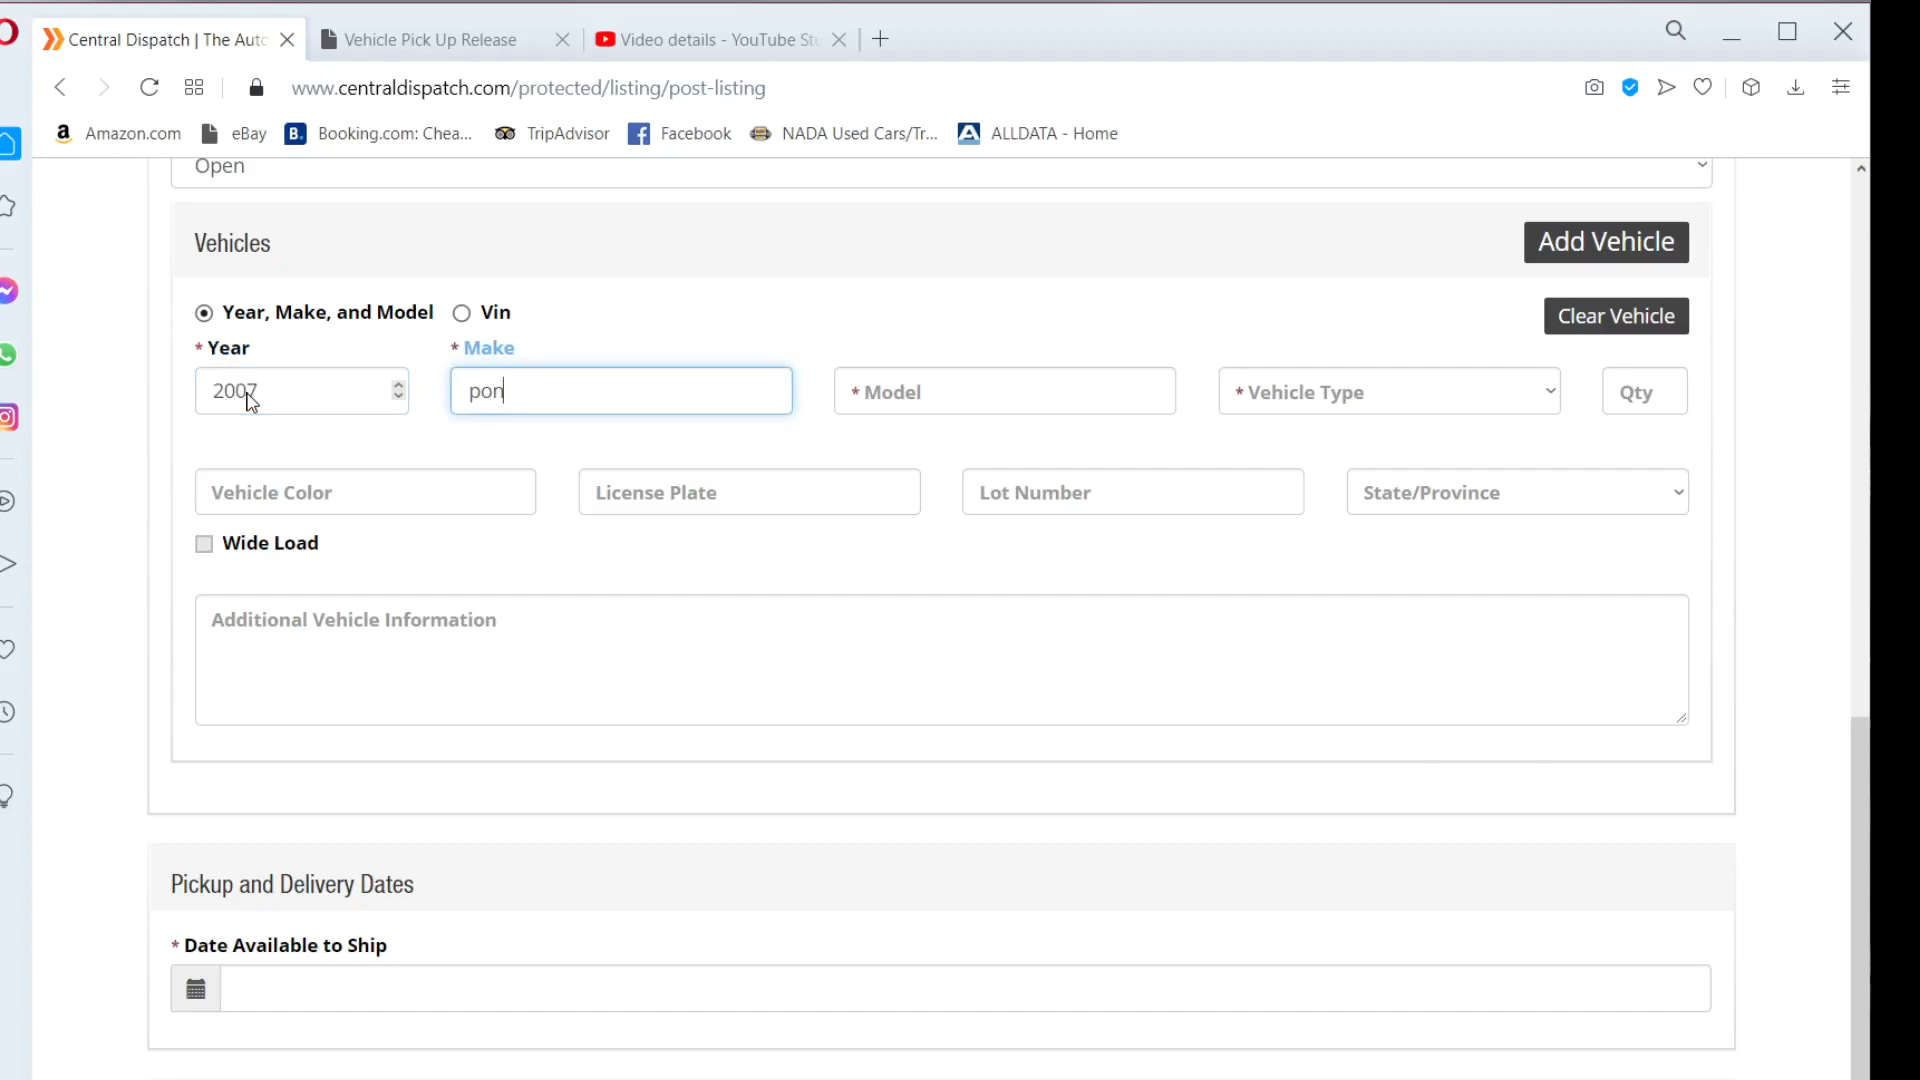 Central Dispatch | The Auto
Vehicle Pick Up Release
Video details - YouTube Stu
www.centraldispatch.com/protected/listing/post-listing
a Amazon.com
eBay
B. Booking.com: Chea...
TripAdvisor
Facebook
NADA Used Cars/Tr...
ALLDATA - Home
Open
Vehicles
Add Vehicle
Year, Make, and Model
Vin
Clear Vehicle
* Year
* Make
2007
pon
* Model
* Vehicle Type
Qty
Vehicle Color
License Plate
Lot Number
State/Province
Wide Load
Additional Vehicle Information
Pickup and Delivery Dates
* Date Available to Ship